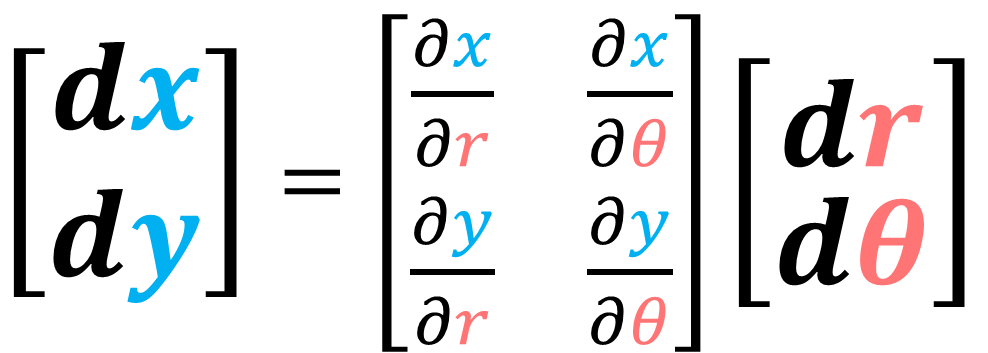 [dx dy] = [∂x/∂r ∂x/∂θ ∂y/∂r ∂y/∂θ] [dr dθ]